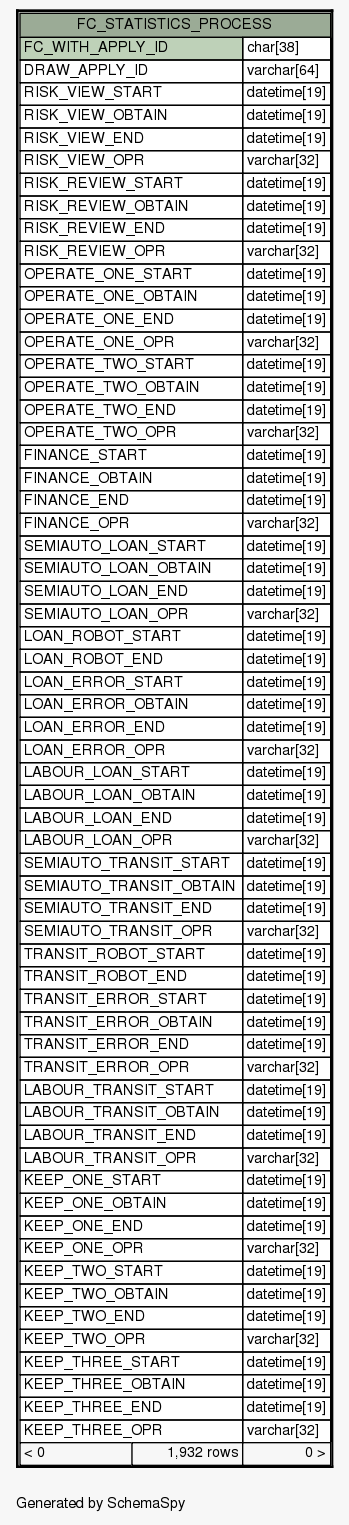 FC_STATISTICS_PROCESS
FC_WITH_APPLY_ID char[38]
DRAW_APPLY_ID varchar[64]
RISK_VIEW_START datetime[19]
RISK_VIEW_OBTAIN datetime[19]
RISK_VIEW_END datetime[19]
RISK_VIEW_OPR varchar[32]
RISK_REVIEW_START datetime[19]
RISK_REVIEW_OBTAIN datetime[19]
RISK_REVIEW_END datetime[19]
RISK_REVIEW_OPR varchar[32]
OPERATE_ONE_START datetime[19]
OPERATE_ONE_OBTAIN datetime[19]
OPERATE_ONE_END datetime[19]
OPERATE_ONE_OPR varchar[32]
OPERATE_TWO_START datetime[19]
OPERATE_TWO_OBTAIN datetime[19]
OPERATE_TWO_END datetime[19]
OPERATE_TWO_OPR varchar[32]
FINANCE_START datetime[19]
FINANCE_OBTAIN datetime[19]
FINANCE_END datetime[19]
FINANCE_OPR varchar[32]
SEMIAUTO_LOAN_START datetime[19]
SEMIAUTO_LOAN_OBTAIN datetime[19]
SEMIAUTO_LOAN_END datetime[19]
SEMIAUTO_LOAN_OPR varchar[32]
LOAN_ROBOT_START datetime[19]
LOAN_ROBOT_END datetime[19]
LOAN_ERROR_START datetime[19]
LOAN_ERROR_OBTAIN datetime[19]
LOAN_ERROR_END datetime[19]
LOAN_ERROR_OPR varchar[32]
LABOUR_LOAN_START datetime[19]
LABOUR_LOAN_OBTAIN datetime[19]
LABOUR_LOAN_END datetime[19]
LABOUR_LOAN_OPR varchar[32]
SEMIAUTO_TRANSIT_START datetime[19]
SEMIAUTO_TRANSIT_OBTAIN datetime[19]
SEMIAUTO_TRANSIT_END datetime[19]
SEMIAUTO_TRANSIT_OPR varchar[32]
TRANSIT_ROBOT_START datetime[19]
TRANSIT_ROBOT_END datetime[19]
TRANSIT_ERROR_START datetime[19]
TRANSIT_ERROR_OBTAIN datetime[19]
TRANSIT_ERROR_END datetime[19]
TRANSIT_ERROR_OPR varchar[32]
LABOUR_TRANSIT_START datetime[19]
LABOUR_TRANSIT_OBTAIN datetime[19]
LABOUR_TRANSIT_END datetime[19]
LABOUR_TRANSIT_OPR varchar[32]
KEEP_ONE_START datetime[19]
KEEP_ONE_OBTAIN datetime[19]
KEEP_ONE_END datetime[19]
KEEP_ONE_OPR varchar[32]
KEEP_TWO_START datetime[19]
KEEP_TWO_OBTAIN datetime[19]
KEEP_TWO_END datetime[19]
KEEP_TWO_OPR varchar[32]
KEEP_THREE_START datetime[19]
KEEP_THREE_OBTAIN datetime[19]
KEEP_THREE_END datetime[19]
KEEP_THREE_OPR varchar[32]
< 0 1,932 rows 0 >
Generated by SchemaSpy